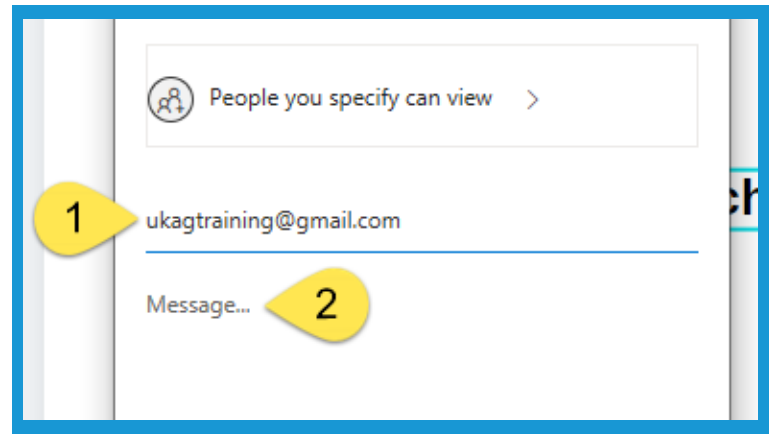 People you specify can view
1
ukagtraining@gmail.com
Message...
2